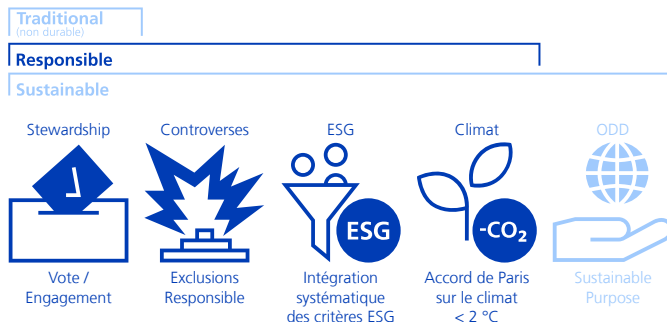 Traditional
(non durable)
Responsible
Sustainable
Stewardship
Controverses
ESG
Climat
ODD
ESG
-CO₂
Vote /
Engagement
Exclusions
Responsible
Intégration
systématique
des critères ESG
Accord de Paris
sur le climat
< 2 °C
Sustainable
Purpose